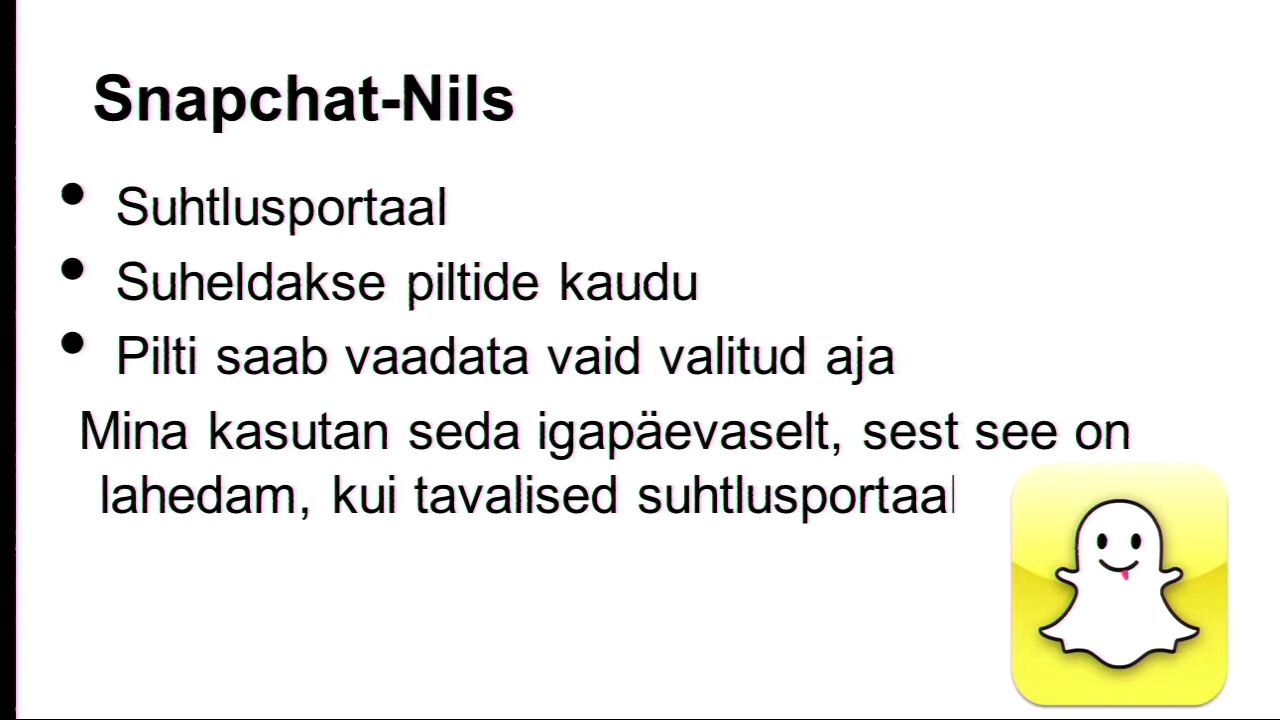 Snapchat-Nils
• Suhtlusportaal
• Suheldakse piltide kaudu
• Pilti saab vaadata vaid valitud aja
Mina kasutan seda igapäevaselt, sest see on
lahedam, kui tavalised suhtlusportaal